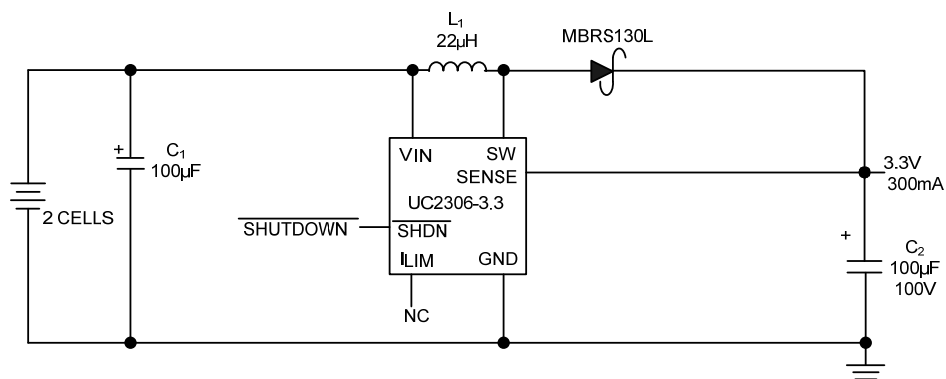 L1
22µH
MBRS130L
C1
100µF
VIN
SW
SENSE
UC2306-3.3
3.3V
300mA
2 CELLS
SHUTDOWN
SHDN
ILIM
GND
C2
100µF
100V
NC
+
+